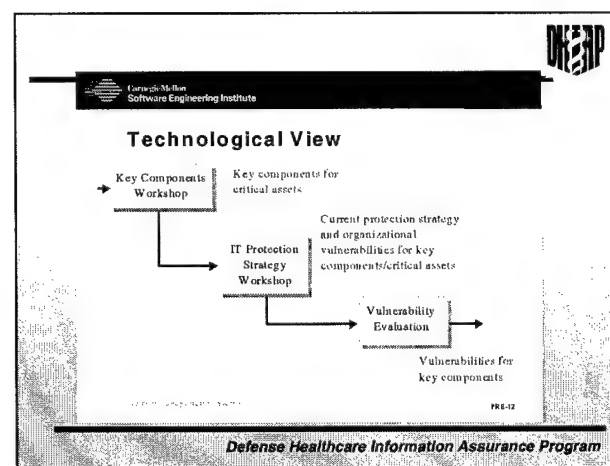 DHIAP
Carnegie Mellon
Software Engineering Institute
Technological View
Key Components
Workshop
Key components for
critical assets
IT Protection
Strategy
Workshop
Current protection strategy
and organizational
vulnerabilities for key
components/critical assets
Vulnerability
Evaluation
Vulnerabilities for
key components
PRE-12
Defense Healthcare Information Assurance Program